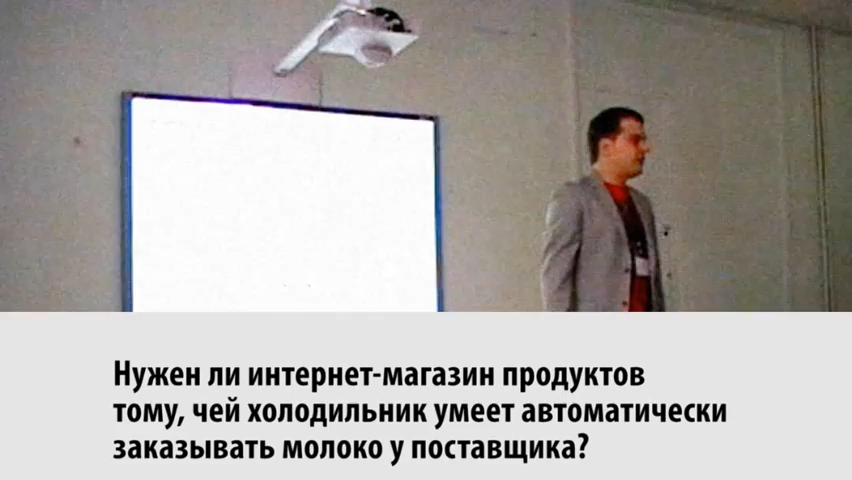 Нужен ли интернет-магазин продуктов
тому, чей холодильник умеет автоматически
заказывать молоко у поставщика?